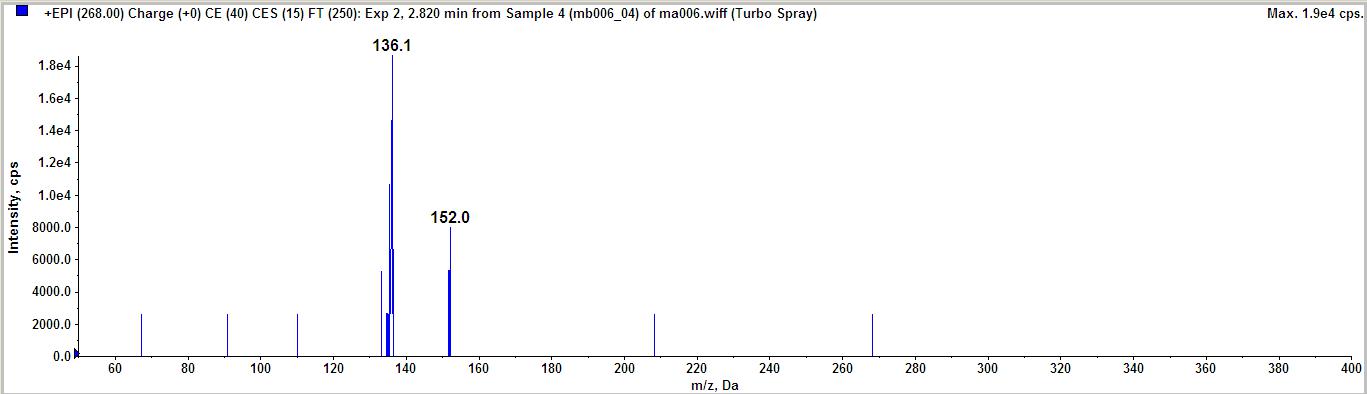 +EPI (268.00) Charge (+0) CE (40) CES (15) FT (250): Exp 2, 2.820 min from Sample 4 (mb006_04) of ma006.wiff (Turbo Spray)
Max. 1.9e4 cps.
136.1
152.0
1.8e4
1.6e4
1.4e4
1.2e4
1.0e4
8000.0
6000.0
4000.0
2000.0
0.0
Intensity, cps
60 80 100 120 140 160 180 200 220 240 260 280 300 320 340 360 380 400
m/z, Da